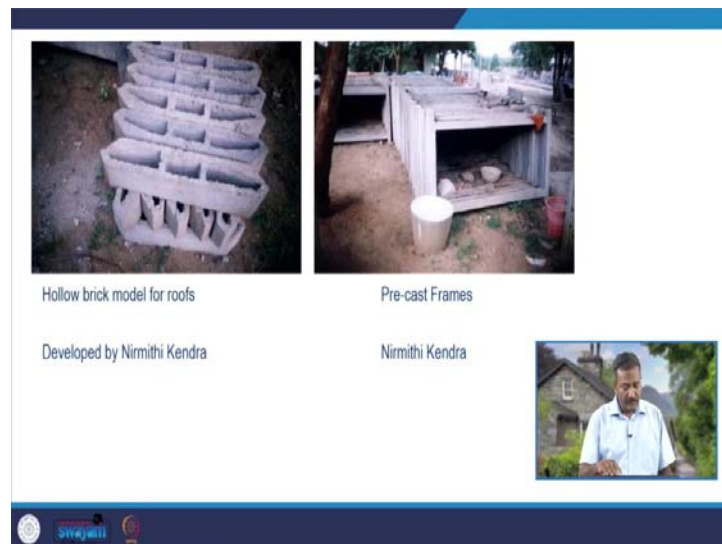 Hollow brick model for roofs
Developed by Nirmithi Kendra
Pre-cast Frames
Nirmithi Kendra
swayam